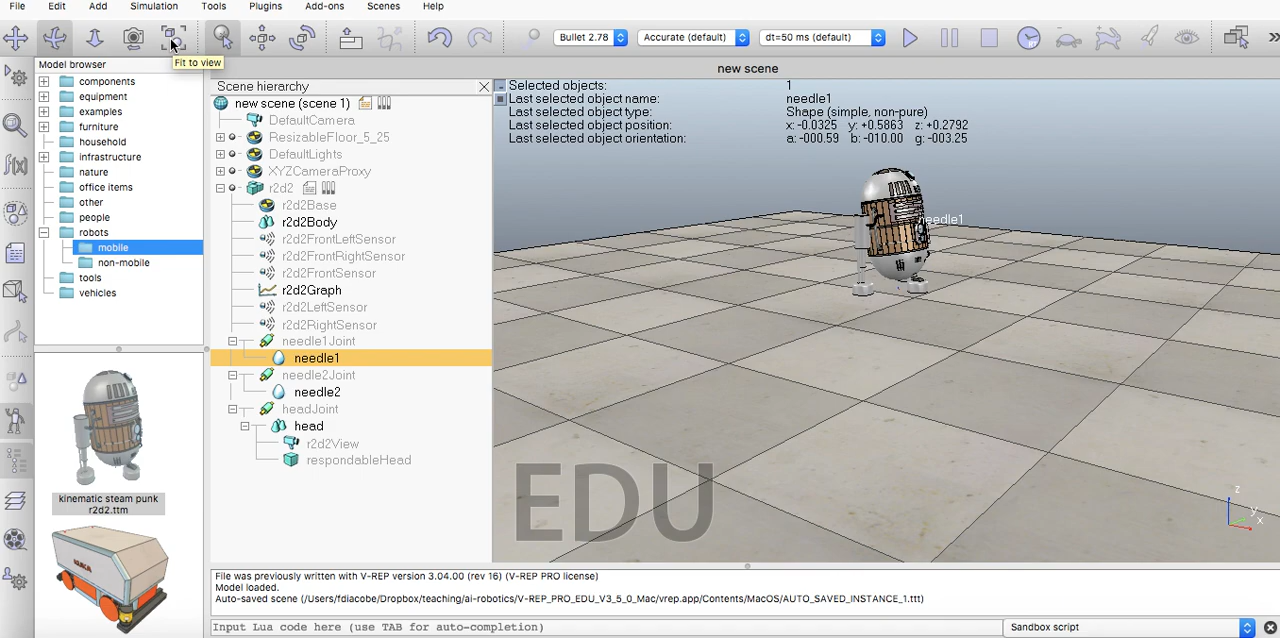 File Edit Add Simulation Tools Plugins Add-ons Scenes Help
Bullet 2.78 Accurate (default) dt=50 ms (default)
Fit to view
Model browser
components
equipment
examples
furniture
household
infrastructure
nature
office items
other
people
robots
mobile
non-mobile
tools
vehicles
kinematic steam punk
r2d2.ttm
KUKA
new scene
Scene hierarchy
new scene (scene 1)
DefaultCamera
ResizableFloor_5_25
DefaultLights
XYZCameraProxy
r2d2
r2d2Base
r2d2Body
r2d2FrontLeftSensor
r2d2FrontRightSensor
r2d2FrontSensor
r2d2Graph
r2d2LeftSensor
r2d2RightSensor
needle1Joint
needle1
needle2Joint
needle2
headJoint
head
r2d2View
respondableHead
Selected objects: 1
Last selected object name: needle1
Last selected object type: Shape (simple, non-pure)
Last selected object position: x: -0.0325 y: +0.5863 z: +0.2792
Last selected object orientation: a: -000.59 b: -010.00 g: -003.25
needle1
EDU
z
y
x
File was previously written with V-REP version 3.04.00 (rev 16) (V-REP PRO license)
Model loaded.
Auto-saved scene (/Users/fdiacobe/Dropbox/teaching/ai-robotics/V-REP_PRO_EDU_V3_5_0_Mac/vrep.app/Contents/MacOS/AUTO_SAVED_INSTANCE_1.ttt)
Input Lua code here (use TAB for auto-completion) Sandbox script